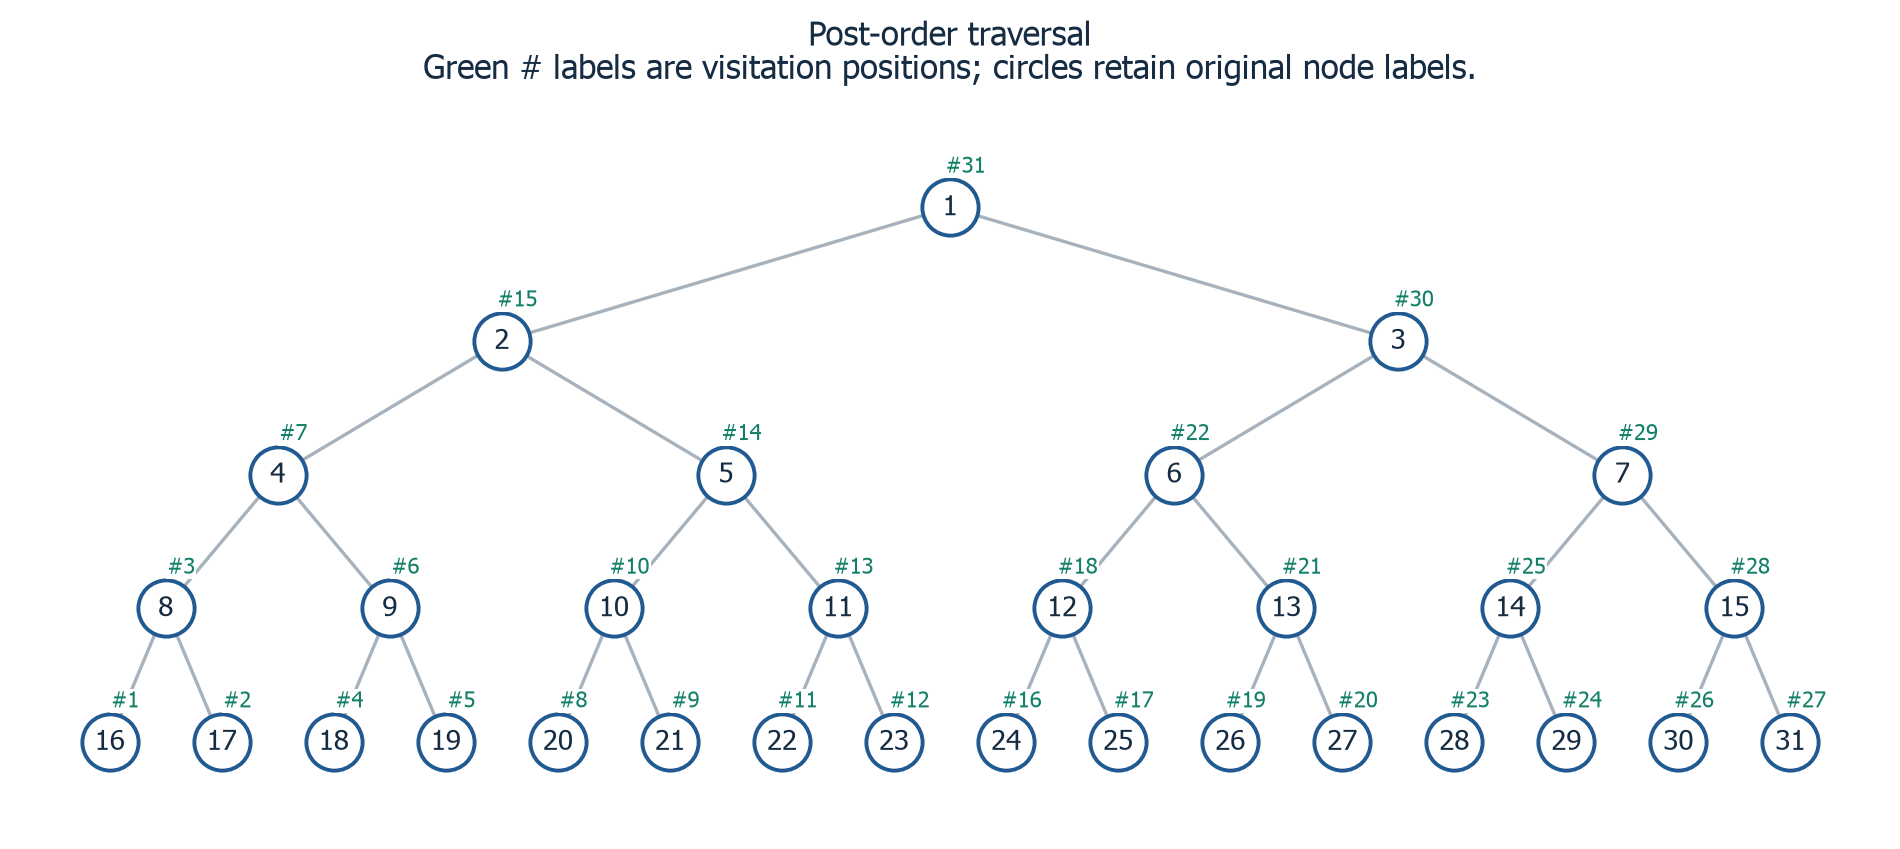 Post-order traversal
Green # labels are visitation positions; circles retain original node labels.
#31
1
#15 #30
2 3
#7 #14 #22 #29
4 5 6 7
#3 #6 #10 #13 #18 #21 #25 #28
8 9 10 11 12 13 14 15
#1 #2 #4 #5 #8 #9 #11 #12 #16 #17 #19 #20 #23 #24 #26 #27
16 17 18 19 20 21 22 23 24 25 26 27 28 29 30 31